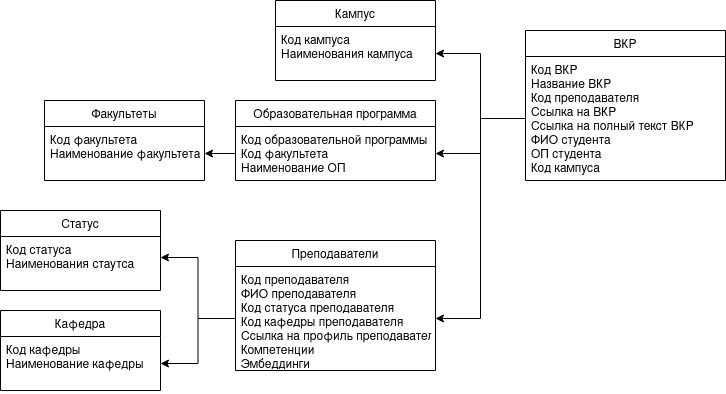 Кампус
Код кампуса
Наименования кампуса
ВКР
Код ВКР
Название ВКР
Код преподавателя
Ссылка на ВКР
Ссылка на полный текст ВКР
ФИО студента
ОП студента
Код кампуса
Факультеты
Код факультета
Наименование факультета
Образовательная программа
Код образовательной программы
Код факультета
Наименование ОП
Статус
Код статуса
Наименования стаутса
Преподаватели
Код преподавателя
ФИО преподавателя
Код статуса преподавателя
Код кафедры преподавателя
Ссылка на профиль преподавател
Компетенции
Эмбеддинги
Кафедра
Код кафедры
Наименование кафедры